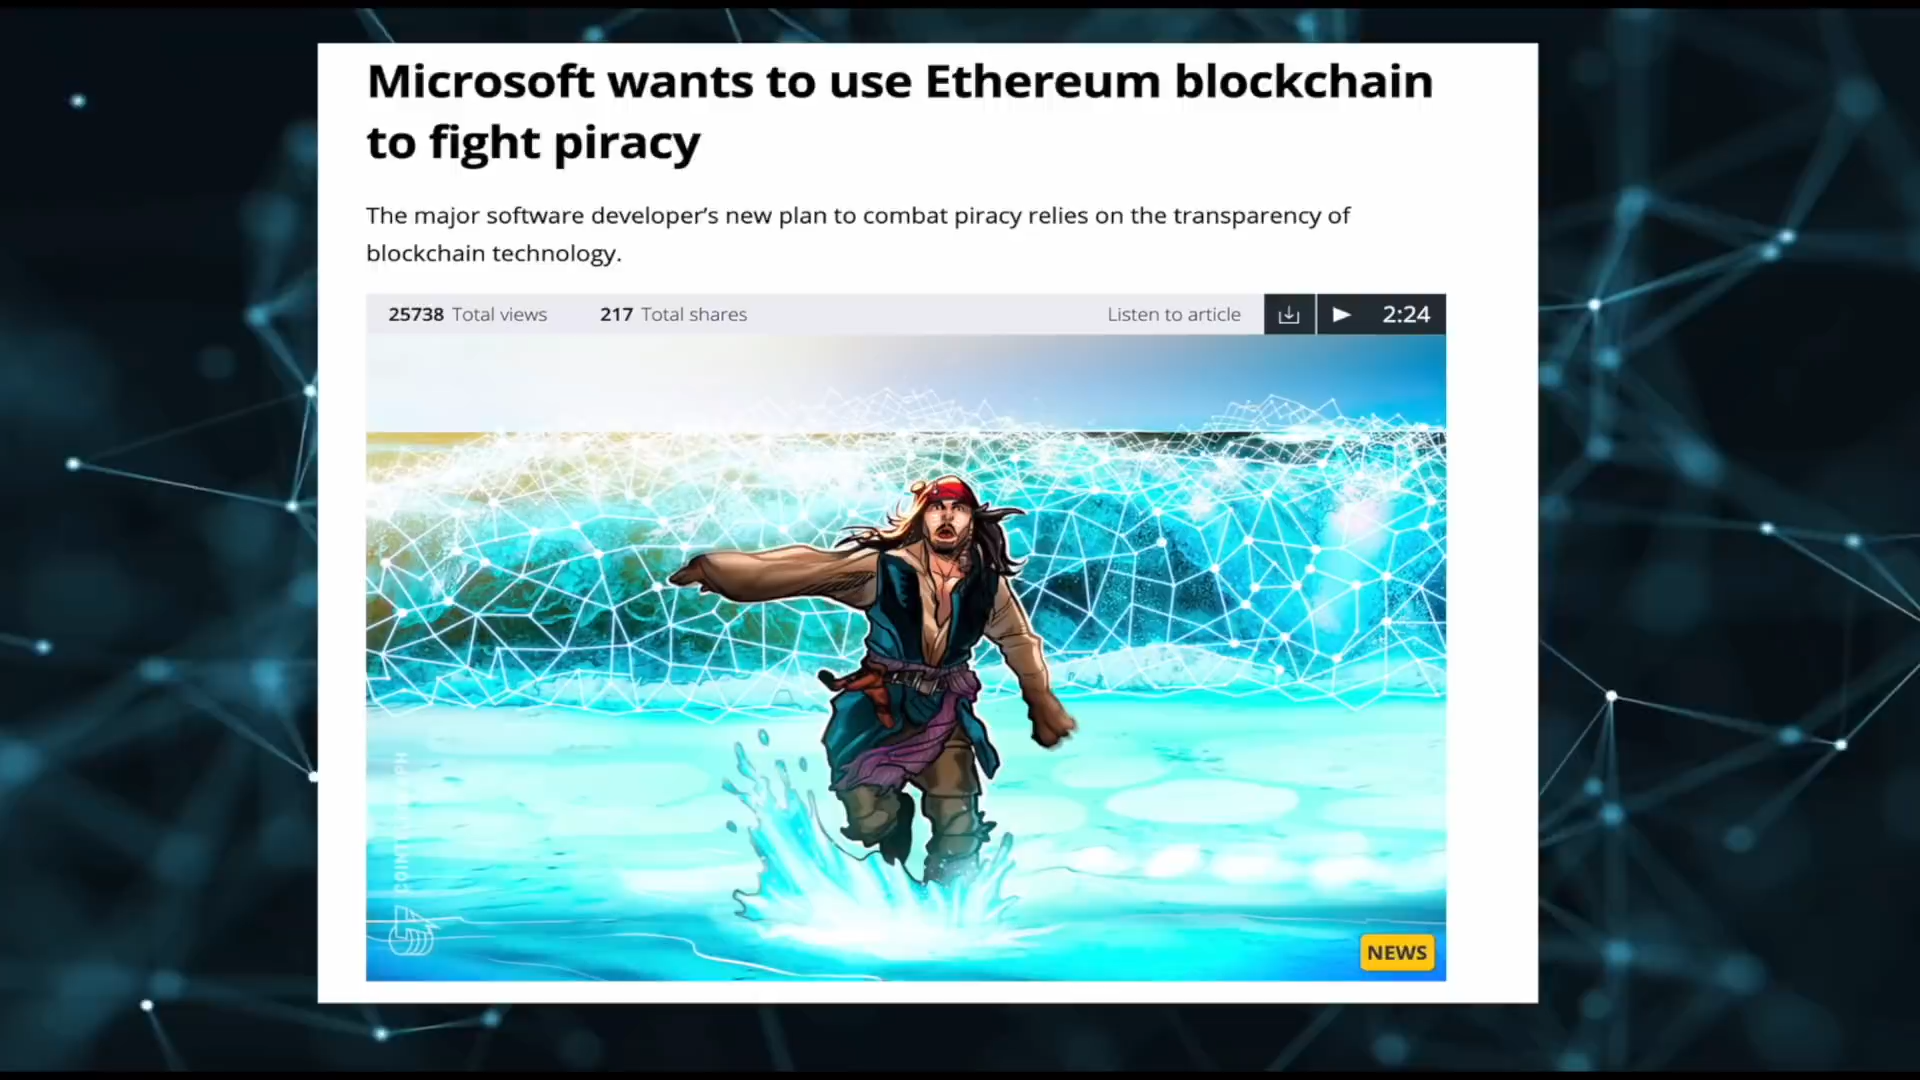 Microsoft wants to use Ethereum blockchain
to fight piracy
The major software developer’s new plan to combat piracy relies on the transparency of
blockchain technology.
25738 Total views 217 Total shares Listen to article 2:24
COINTELEGRAPH
NEWS